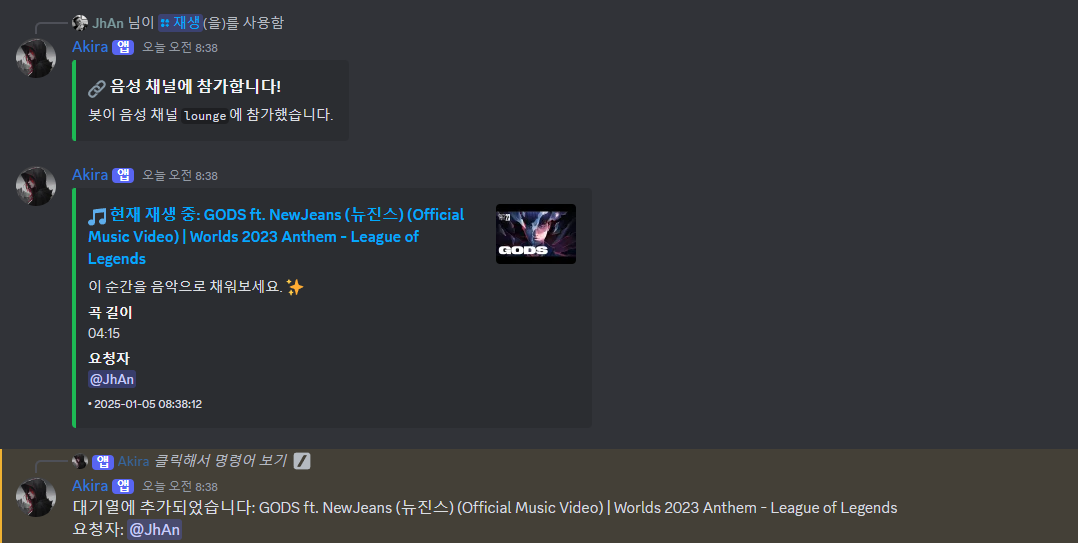 JhAn 님이 재생(을)를 사용함
Akira 앱 오늘 오전 8:38
음성 채널에 참가합니다!
봇이 음성 채널 lounge에 참가했습니다.
Akira 앱 오늘 오전 8:38
🎵 현재 재생 중: GODS ft. NewJeans (뉴진스) (Official
Music Video) | Worlds 2023 Anthem - League of
Legends
GODS
이 순간을 음악으로 채워보세요. ✨
곡 길이
04:15
요청자
@JhAn
• 2025-01-05 08:38:12
앱 Akira 클릭해서 명령어 보기
Akira 앱 오늘 오전 8:38
대기열에 추가되었습니다: GODS ft. NewJeans (뉴진스) (Official Music Video) | Worlds 2023 Anthem - League of Legends
요청자: @JhAn